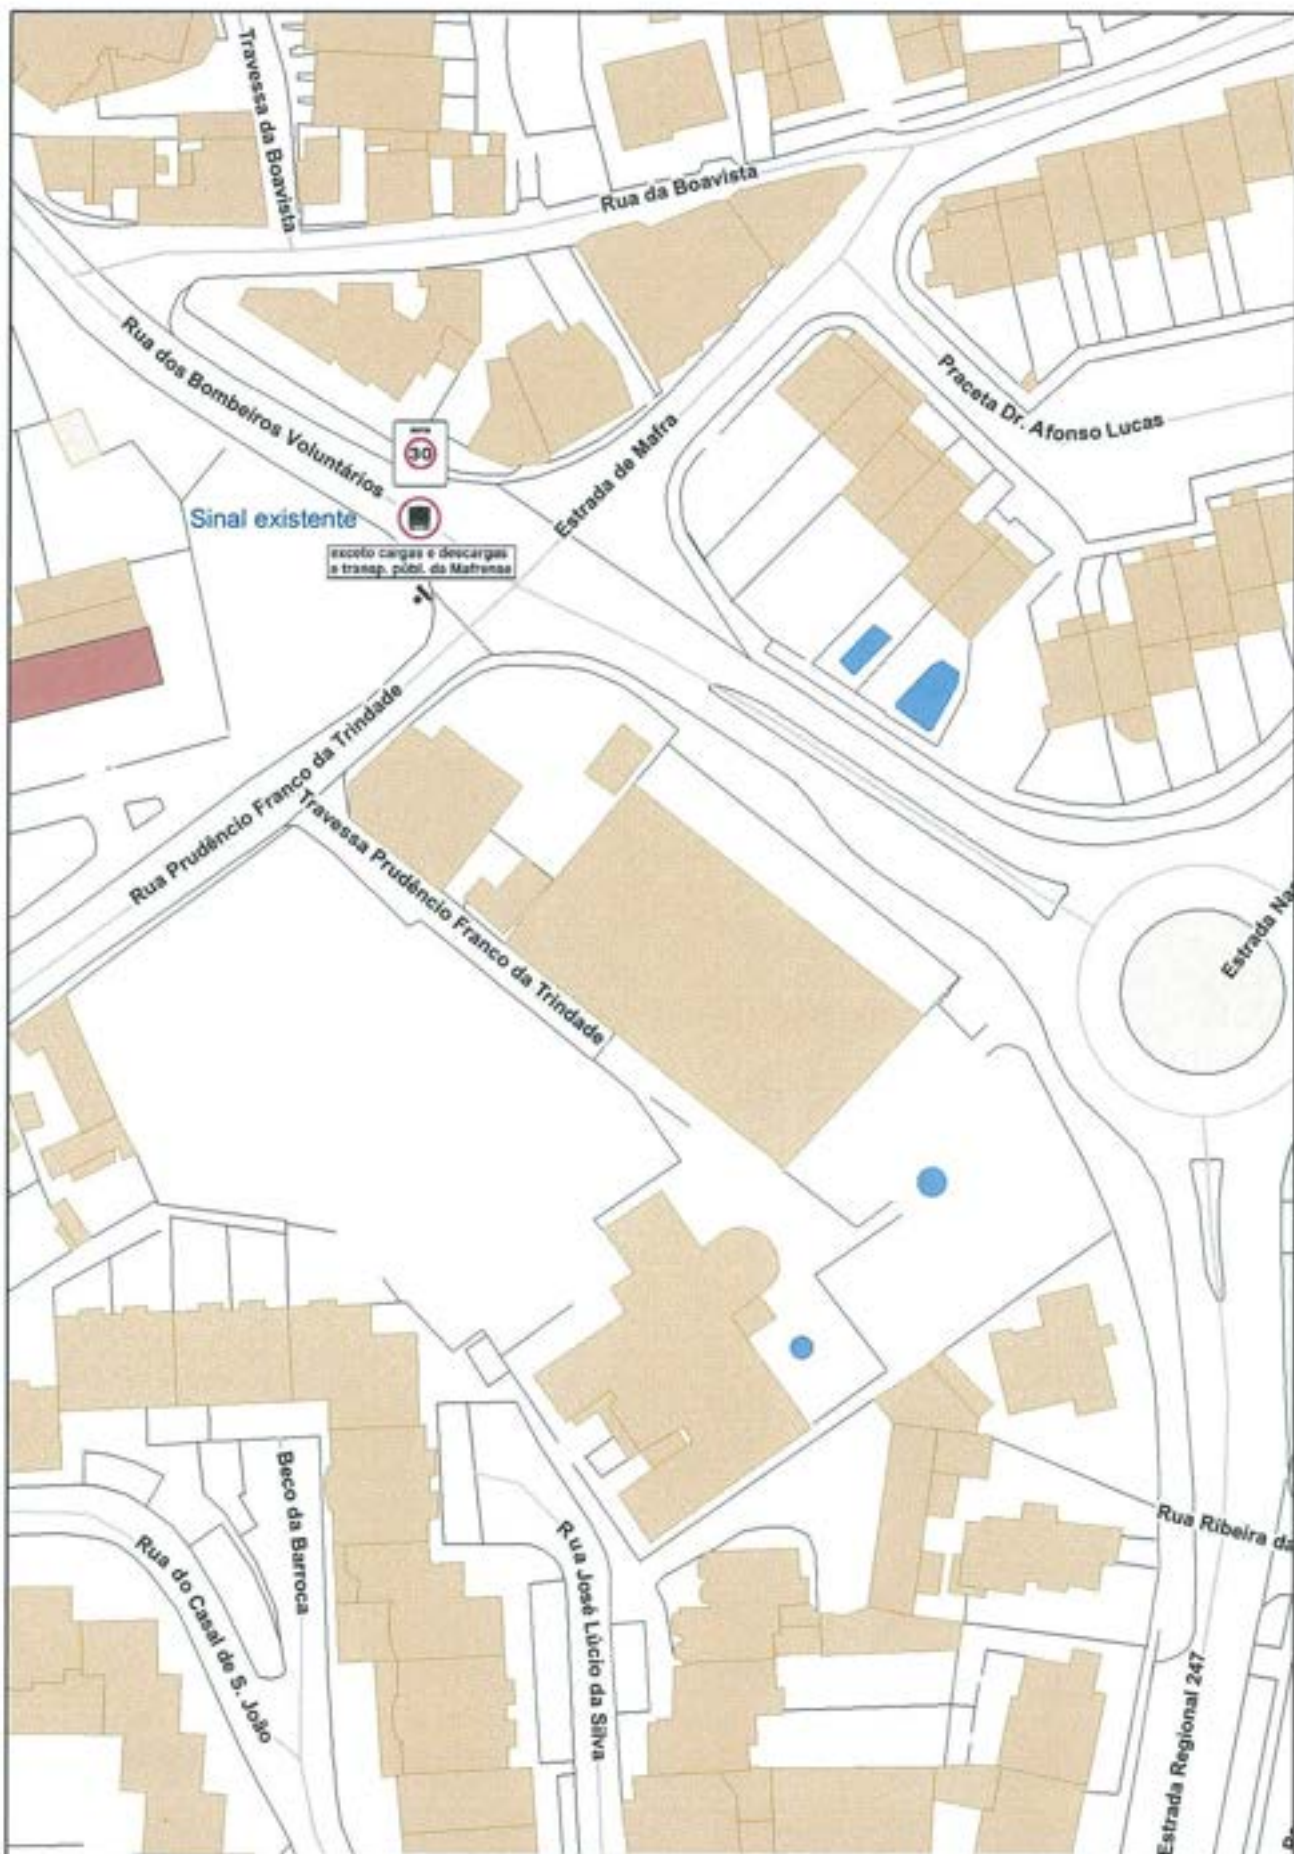 Travessa da Boavista
Rua da Boavista
Rua dos Bombeiros Voluntários
Praceta Dr. Afonso Lucas
30
Estrada de Mafra
Sinal existente
exceto cargas e descargas
e transp. públ. da Mafrense
Rua Prudêncio Franco da Trindade
Travessa Prudêncio Franco da Trindade
Estrada
Rua Ribeira da
Beco da Barroca
Rua do Casal de S. João
Rua José Lúcio da Silva
Estrada Regional 247